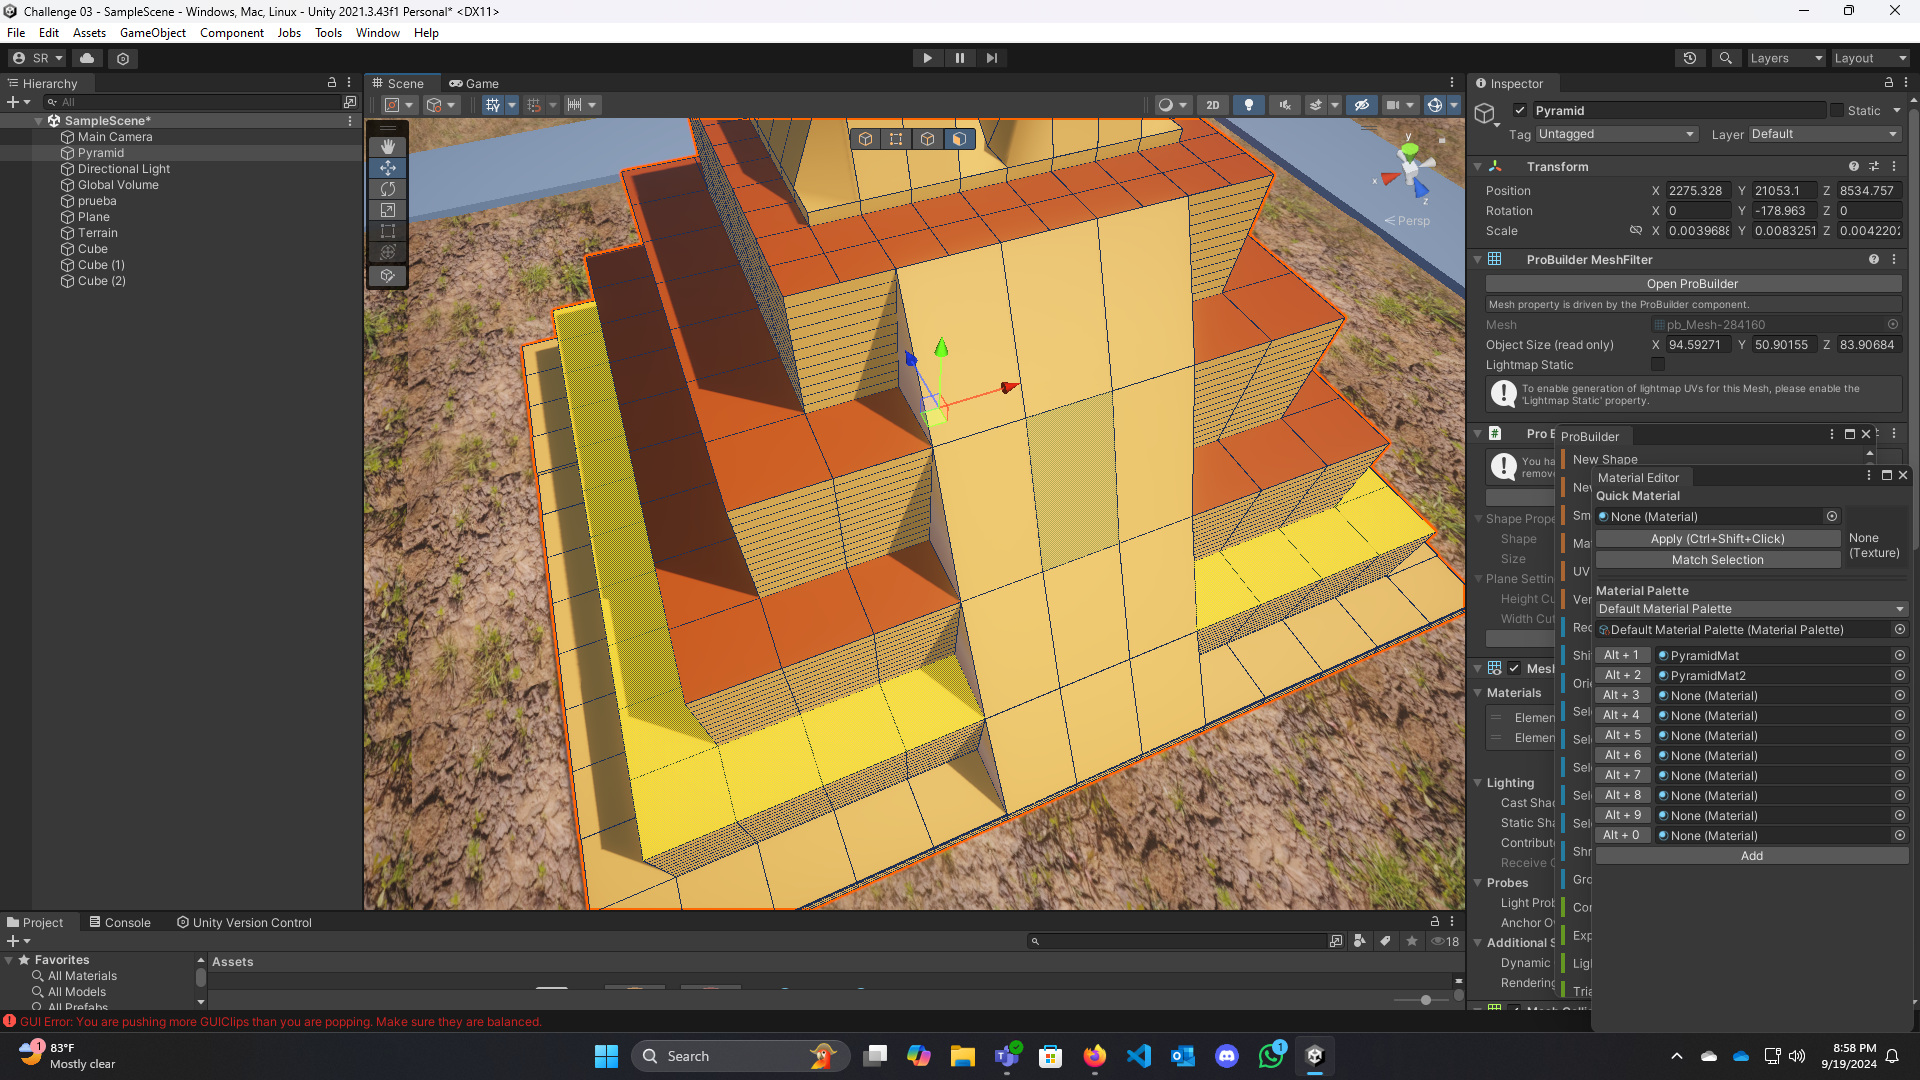 Challenge 03 - SampleScene - Windows, Mac, Linux - Unity 2021.3.43f1 Personal* <DX11>
File Edit Assets GameObject Component Jobs Tools Window Help
SR Layers Layout
Hierarchy
All
SampleScene*
Main Camera
Pyramid
Directional Light
Global Volume
prueba
Plane
Terrain
Cube
Cube (1)
Cube (2)
Scene Game
2D
y
x
z
Persp
Inspector
Pyramid Static
Tag Untagged Layer Default
Transform
Position X 2275.328 Y 21053.1 Z 8534.757
Rotation X 0 Y -178.963 Z 0
Scale X 0.0039688 Y 0.0083251 Z 0.0042202
ProBuilder MeshFilter
Open ProBuilder
Mesh property is driven by the ProBuilder component.
Mesh pb_Mesh-284160
Object Size (read only) X 94.59271 Y 50.90155 Z 83.90684
Lightmap Static
To enable generation of lightmap UVs for this Mesh, please enable the
'Lightmap Static' property.
Pro
You ha
remov
Shape Prope
Shape
Size
Plane Settin
Height Cu
Width Cut
Mesh
Materials
Elemen
Elemen
Lighting
Cast Sha
Static Sha
Contribut
Receive G
Probes
Light Prob
Anchor O
Additional S
Dynamic
Rendering
ProBuilder
New Shape
Nev
Sm
Mat
UV
Ver
Rec
Shi
Orie
Sel
Sel
Sel
Sel
Sel
Shr
Gro
Cor
Exp
Ligh
Tria
Material Editor
Quick Material
None (Material)
Apply (Ctrl+Shift+Click)
Match Selection
None
(Texture)
Material Palette
Default Material Palette
Default Material Palette (Material Palette)
Alt + 1 PyramidMat
Alt + 2 PyramidMat2
Alt + 3 None (Material)
Alt + 4 None (Material)
Alt + 5 None (Material)
Alt + 6 None (Material)
Alt + 7 None (Material)
Alt + 8 None (Material)
Alt + 9 None (Material)
Alt + 0 None (Material)
Add
Project Console Unity Version Control
18
Favorites
All Materials
All Models
All Prefabs
Assets
GUI Error: You are pushing more GUIClips than you are popping. Make sure they are balanced.
1
83°F
Mostly clear
Search
1
8:58 PM
9/19/2024